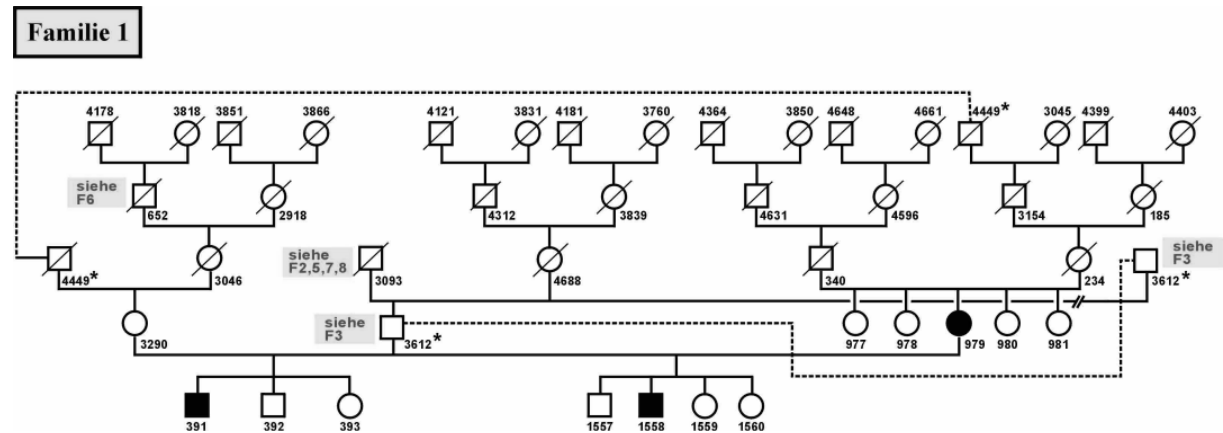 Familie 1
4178 3818 3851 3866 4121 3831 4181 3760 4364 3850 4648 4661 4449* 3045 4399 4403
siehe
F6
652 2918 4312 3839 4631 4596 3154 185
siehe
F2,5,7,8
siehe
F3
4449* 3046 3093 4688 340 234 3612*
siehe
F3
3290 3612* 977 978 979 980 981
391 392 393 1557 1558 1559 1560